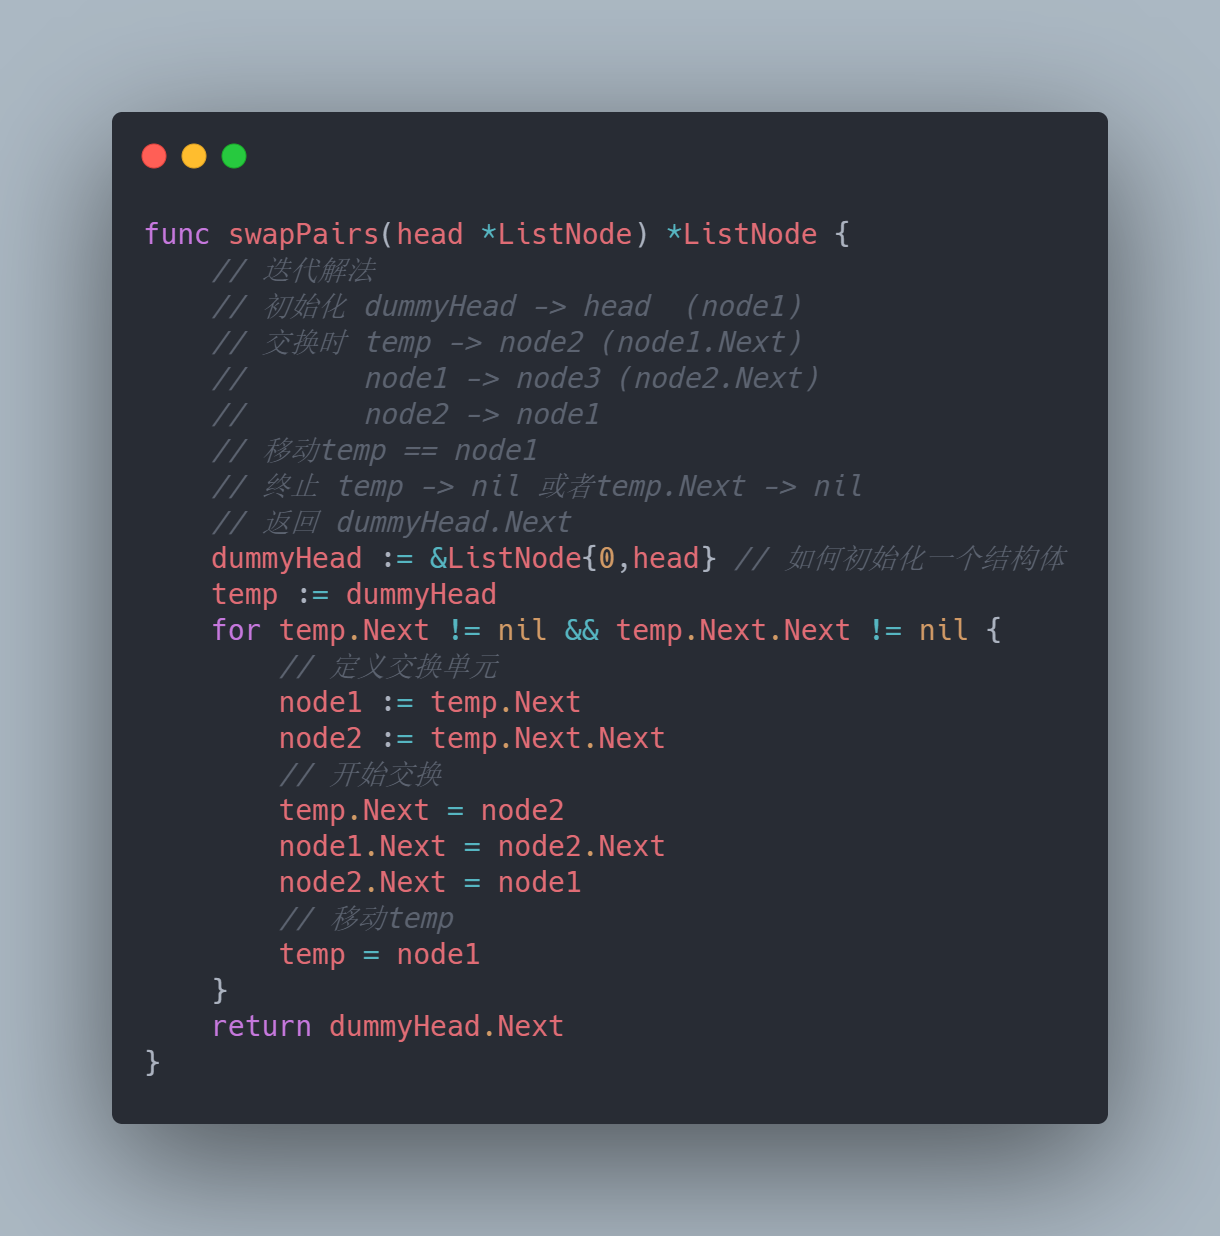 func swapPairs(head *ListNode) *ListNode {
    // 迭代解法
    // 初始化 dummyHead -> head  (node1)
    // 交换时 temp -> node2 (node1.Next)
    //       node1 -> node3 (node2.Next)
    //       node2 -> node1
    // 移动temp == node1
    // 终止 temp -> nil 或者temp.Next -> nil
    // 返回 dummyHead.Next
    dummyHead := &ListNode{0,head} // 如何初始化一个结构体
    temp := dummyHead
    for temp.Next != nil && temp.Next.Next != nil {
        // 定义交换单元
        node1 := temp.Next
        node2 := temp.Next.Next
        // 开始交换
        temp.Next = node2
        node1.Next = node2.Next
        node2.Next = node1
        // 移动temp
        temp = node1
    }
    return dummyHead.Next
}